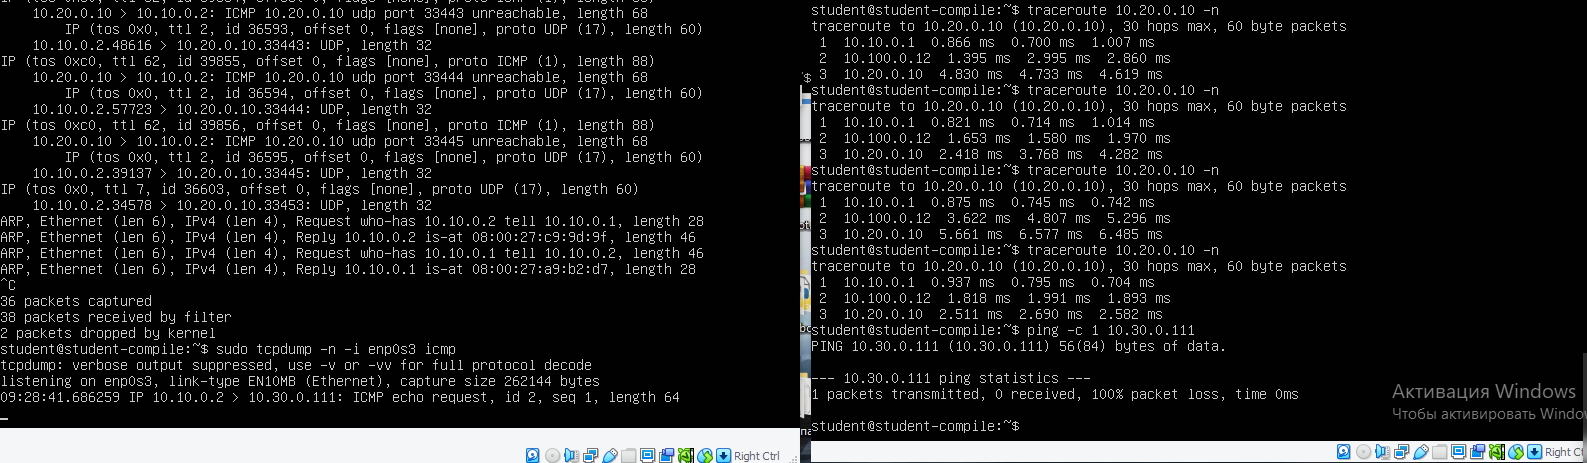 10.20.0.10 > 10.10.0.2: ICMP 10.20.0.10 udp port 33443 unreachable, length 68
IP (tos 0x0, ttl 2, id 36593, offset 0, flags [none], proto UDP (17), length 60)
10.10.0.2.48616 > 10.20.0.10.33443: UDP, length 32
IP (tos 0xc0, ttl 62, id 39855, offset 0, flags [none], proto ICMP (1), length 88)
10.20.0.10 > 10.10.0.2: ICMP 10.20.0.10 udp port 33444 unreachable, length 68
IP (tos 0x0, ttl 2, id 36594, offset 0, flags [none], proto UDP (17), length 60)
10.10.0.2.57723 > 10.20.0.10.33444: UDP, length 32
IP (tos 0xc0, ttl 62, id 39856, offset 0, flags [none], proto ICMP (1), length 88)
10.20.0.10 > 10.10.0.2: ICMP 10.20.0.10 udp port 33445 unreachable, length 68
IP (tos 0x0, ttl 2, id 36595, offset 0, flags [none], proto UDP (17), length 60)
10.10.0.2.39137 > 10.20.0.10.33445: UDP, length 32
IP (tos 0x0, ttl 7, id 36603, offset 0, flags [none], proto UDP (17), length 60)
10.10.0.2.34578 > 10.20.0.10.33453: UDP, length 32
ARP, Ethernet (len 6), IPv4 (len 4), Request who-has 10.10.0.2 tell 10.10.0.1, length 28
ARP, Ethernet (len 6), IPv4 (len 4), Reply 10.10.0.2 is-at 08:00:27:c9:9d:9f, length 46
ARP, Ethernet (len 6), IPv4 (len 4), Request who-has 10.10.0.1 tell 10.10.0.2, length 46
ARP, Ethernet (len 6), IPv4 (len 4), Reply 10.10.0.1 is-at 08:00:27:a9:b2:d7, length 28
^C
36 packets captured
38 packets received by filter
2 packets dropped by kernel
student@student-compile:~$ sudo tcpdump -n -i enp0s3 icmp
tcpdump: verbose output suppressed, use -v or -vv for full protocol decode
listening on enp0s3, link-type EN10MB (Ethernet), capture size 262144 bytes
09:28:41.686259 IP 10.10.0.2 > 10.30.0.111: ICMP echo request, id 2, seq 1, length 64
Right Ctrl
student@student-compile:~$ traceroute 10.20.0.10 -n
traceroute to 10.20.0.10 (10.20.0.10), 30 hops max, 60 byte packets
1 10.10.0.1 0.866 ms 0.700 ms 1.007 ms
2 10.100.0.12 1.395 ms 2.995 ms 2.860 ms
3 10.20.0.10 4.830 ms 4.733 ms 4.619 ms
student@student-compile:~$ traceroute 10.20.0.10 -n
traceroute to 10.20.0.10 (10.20.0.10), 30 hops max, 60 byte packets
1 10.10.0.1 0.821 ms 0.714 ms 1.014 ms
2 10.100.0.12 1.653 ms 1.580 ms 1.970 ms
3 10.20.0.10 2.418 ms 3.768 ms 4.282 ms
student@student-compile:~$ traceroute 10.20.0.10 -n
traceroute to 10.20.0.10 (10.20.0.10), 30 hops max, 60 byte packets
1 10.10.0.1 0.875 ms 0.745 ms 0.742 ms
2 10.100.0.12 3.622 ms 4.807 ms 5.296 ms
3 10.20.0.10 5.661 ms 6.577 ms 6.485 ms
student@student-compile:~$ traceroute 10.20.0.10 -n
traceroute to 10.20.0.10 (10.20.0.10), 30 hops max, 60 byte packets
1 10.10.0.1 0.937 ms 0.795 ms 0.704 ms
2 10.100.0.12 1.818 ms 1.991 ms 1.893 ms
3 10.20.0.10 2.511 ms 2.690 ms 2.582 ms
student@student-compile:~$ ping -c 1 10.30.0.111
PING 10.30.0.111 (10.30.0.111) 56(84) bytes of data.
--- 10.30.0.111 ping statistics ---
1 packets transmitted, 0 received, 100% packet loss, time 0ms
student@student-compile:~$
Активация Windows
Чтобы активировать Windo
Right Ct